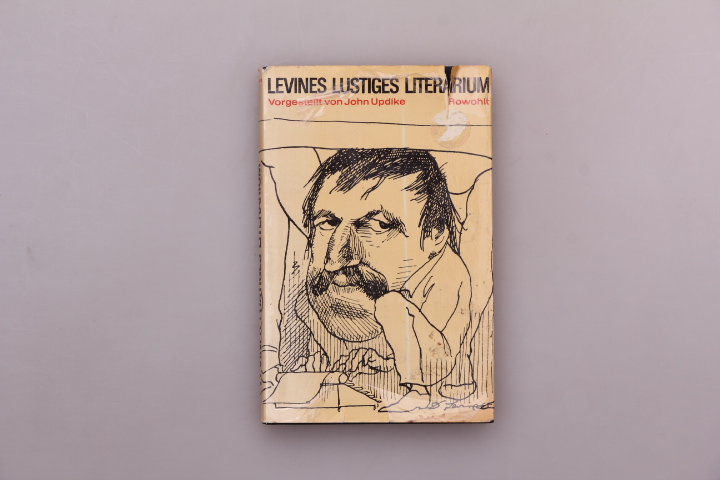 LEVINES LUSTIGES LITERARIUM
Vorgestellt von John Updike Rowohlt